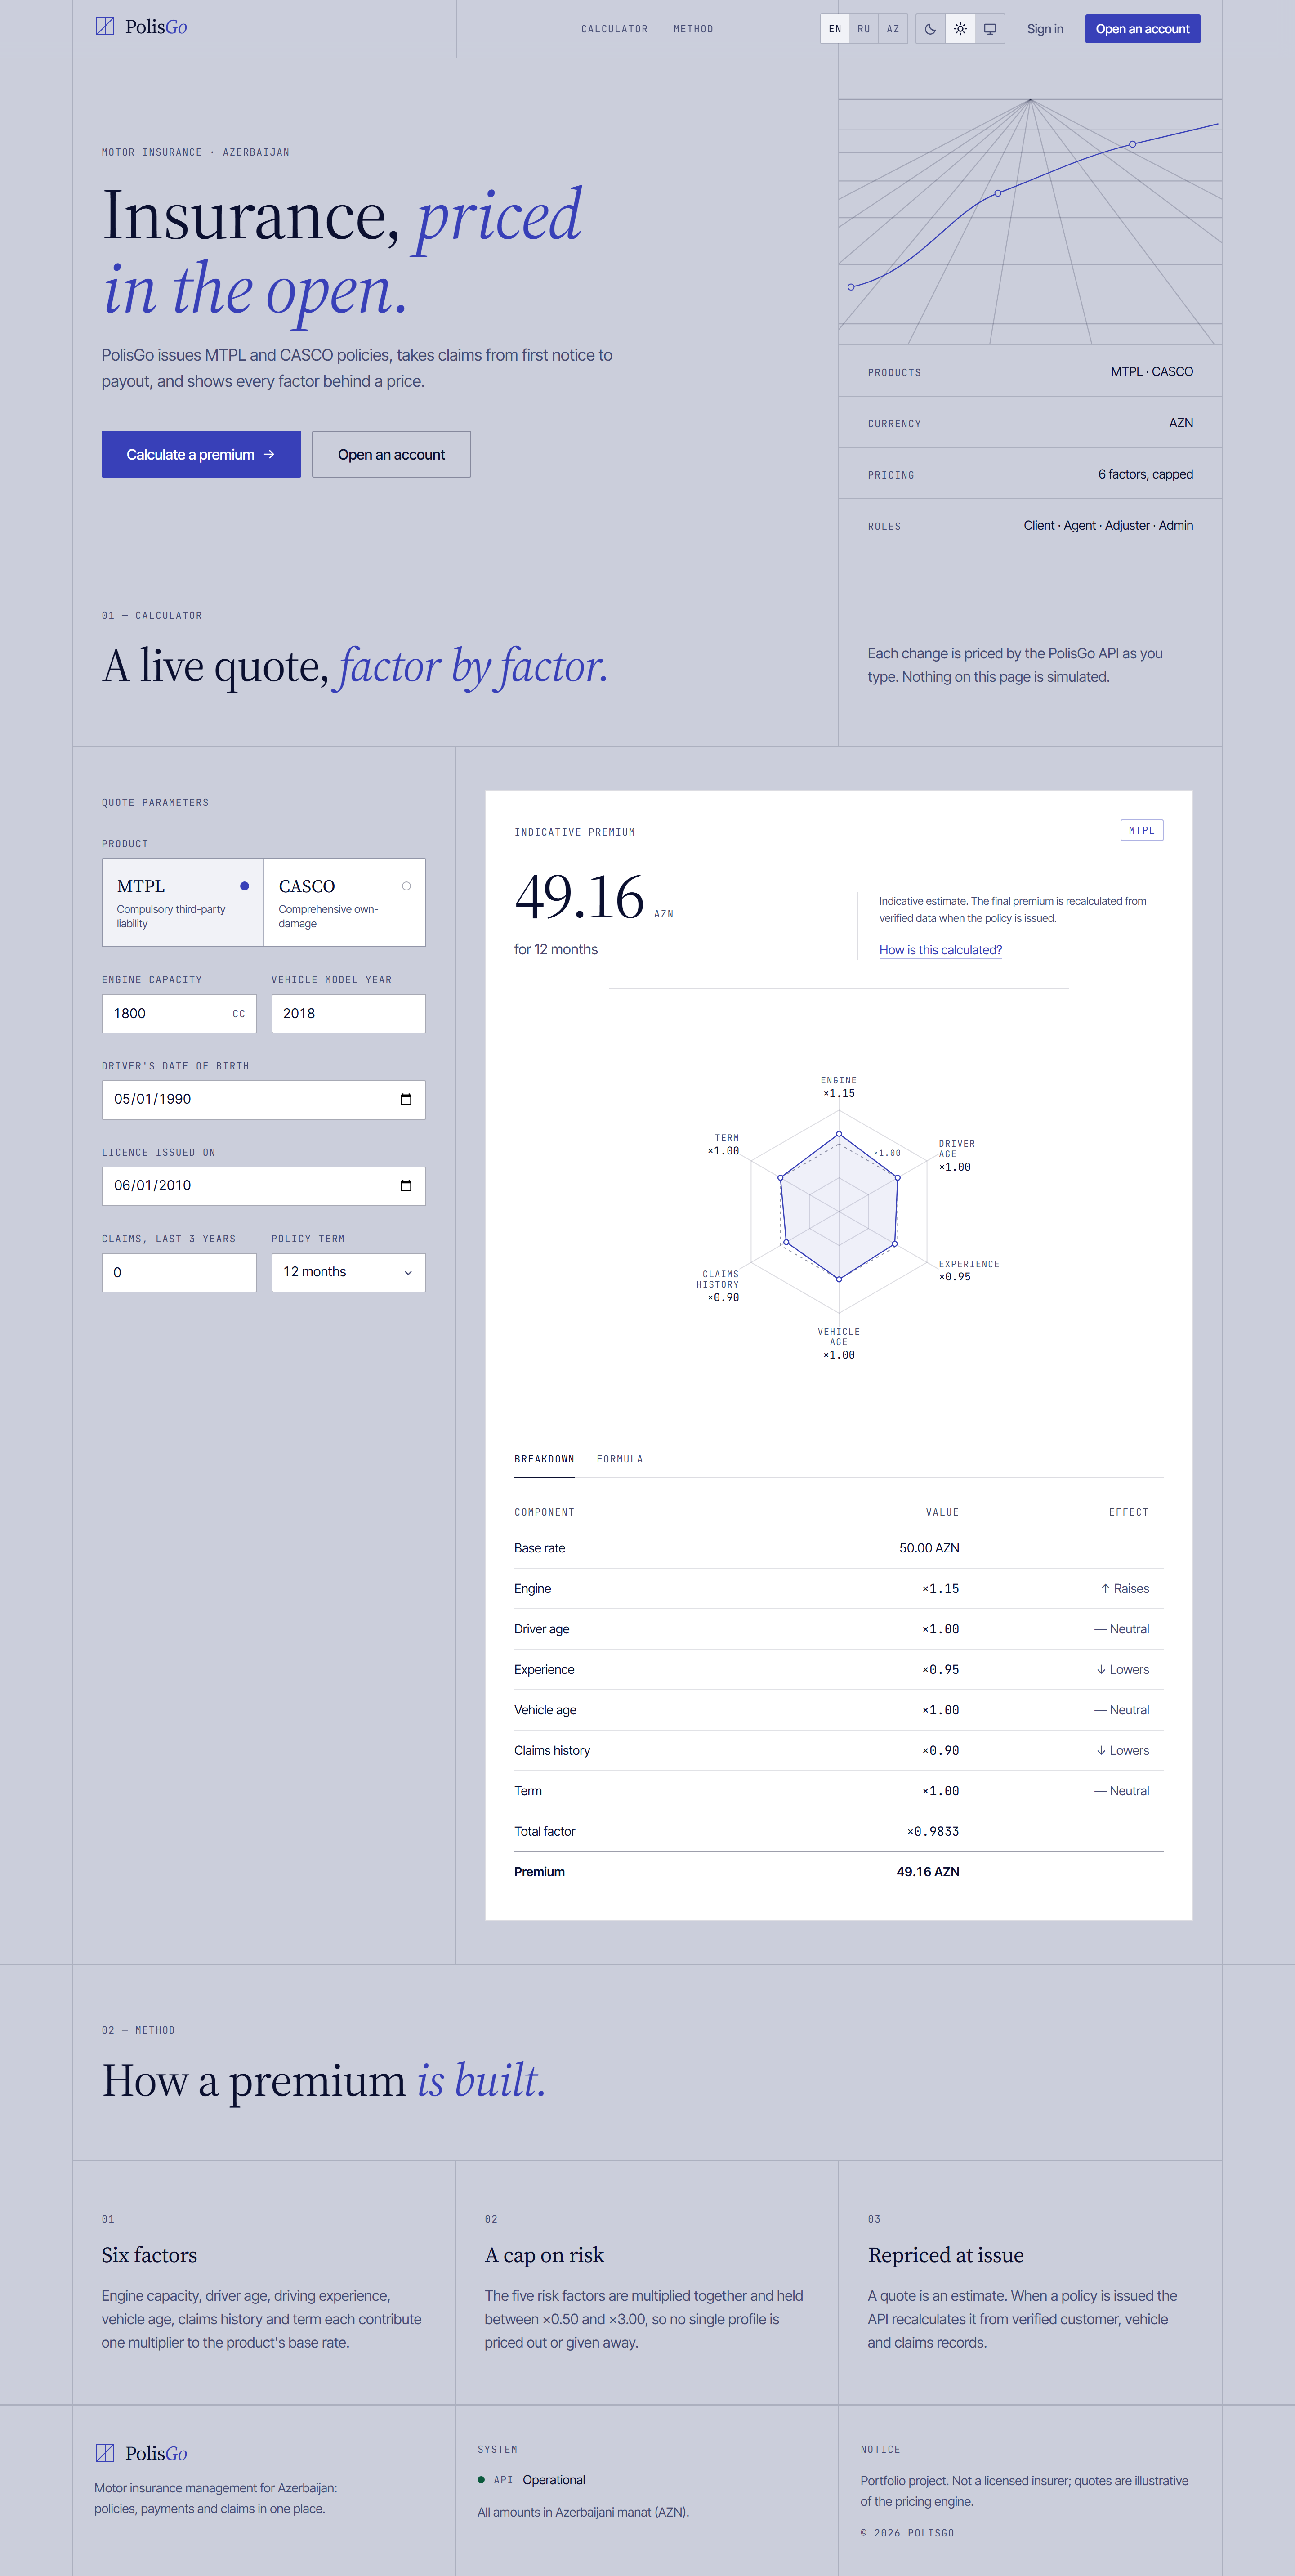 PolisGo
CALCULATOR METHOD
EN RU AZ
Sign in
Open an account
MOTOR INSURANCE · AZERBAIJAN
Insurance, priced
in the open.
PolisGo issues MTPL and CASCO policies, takes claims from first notice to
payout, and shows every factor behind a price.
Calculate a premium →
Open an account
PRODUCTS MTPL · CASCO
CURRENCY AZN
PRICING 6 factors, capped
ROLES Client · Agent · Adjuster · Admin
01 — CALCULATOR
A live quote, factor by factor.
Each change is priced by the PolisGo API as you
type. Nothing on this page is simulated.
QUOTE PARAMETERS
PRODUCT
MTPL
Compulsory third-party
liability
CASCO
Comprehensive own-
damage
ENGINE CAPACITY
1800 CC
VEHICLE MODEL YEAR
2018
DRIVER'S DATE OF BIRTH
05/01/1990
LICENCE ISSUED ON
06/01/2010
CLAIMS, LAST 3 YEARS
0
POLICY TERM
12 months
INDICATIVE PREMIUM
MTPL
49.16 AZN
for 12 months
Indicative estimate. The final premium is recalculated from
verified data when the policy is issued.
How is this calculated?
ENGINE
×1.15
DRIVER
AGE
×1.00
×1.00
EXPERIENCE
×0.95
VEHICLE
AGE
×1.00
CLAIMS
HISTORY
×0.90
TERM
×1.00
BREAKDOWN FORMULA
COMPONENT VALUE EFFECT
Base rate 50.00 AZN
Engine ×1.15 ↑ Raises
Driver age ×1.00 — Neutral
Experience ×0.95 ↓ Lowers
Vehicle age ×1.00 — Neutral
Claims history ×0.90 ↓ Lowers
Term ×1.00 — Neutral
Total factor ×0.9833
Premium 49.16 AZN
02 — METHOD
How a premium is built.
01
Six factors
Engine capacity, driver age, driving experience,
vehicle age, claims history and term each contribute
one multiplier to the product's base rate.
02
A cap on risk
The five risk factors are multiplied together and held
between ×0.50 and ×3.00, so no single profile is
priced out or given away.
03
Repriced at issue
A quote is an estimate. When a policy is issued the
API recalculates it from verified customer, vehicle
and claims records.
PolisGo
Motor insurance management for Azerbaijan:
policies, payments and claims in one place.
SYSTEM
API Operational
All amounts in Azerbaijani manat (AZN).
NOTICE
Portfolio project. Not a licensed insurer; quotes are illustrative
of the pricing engine.
© 2026 POLISGO